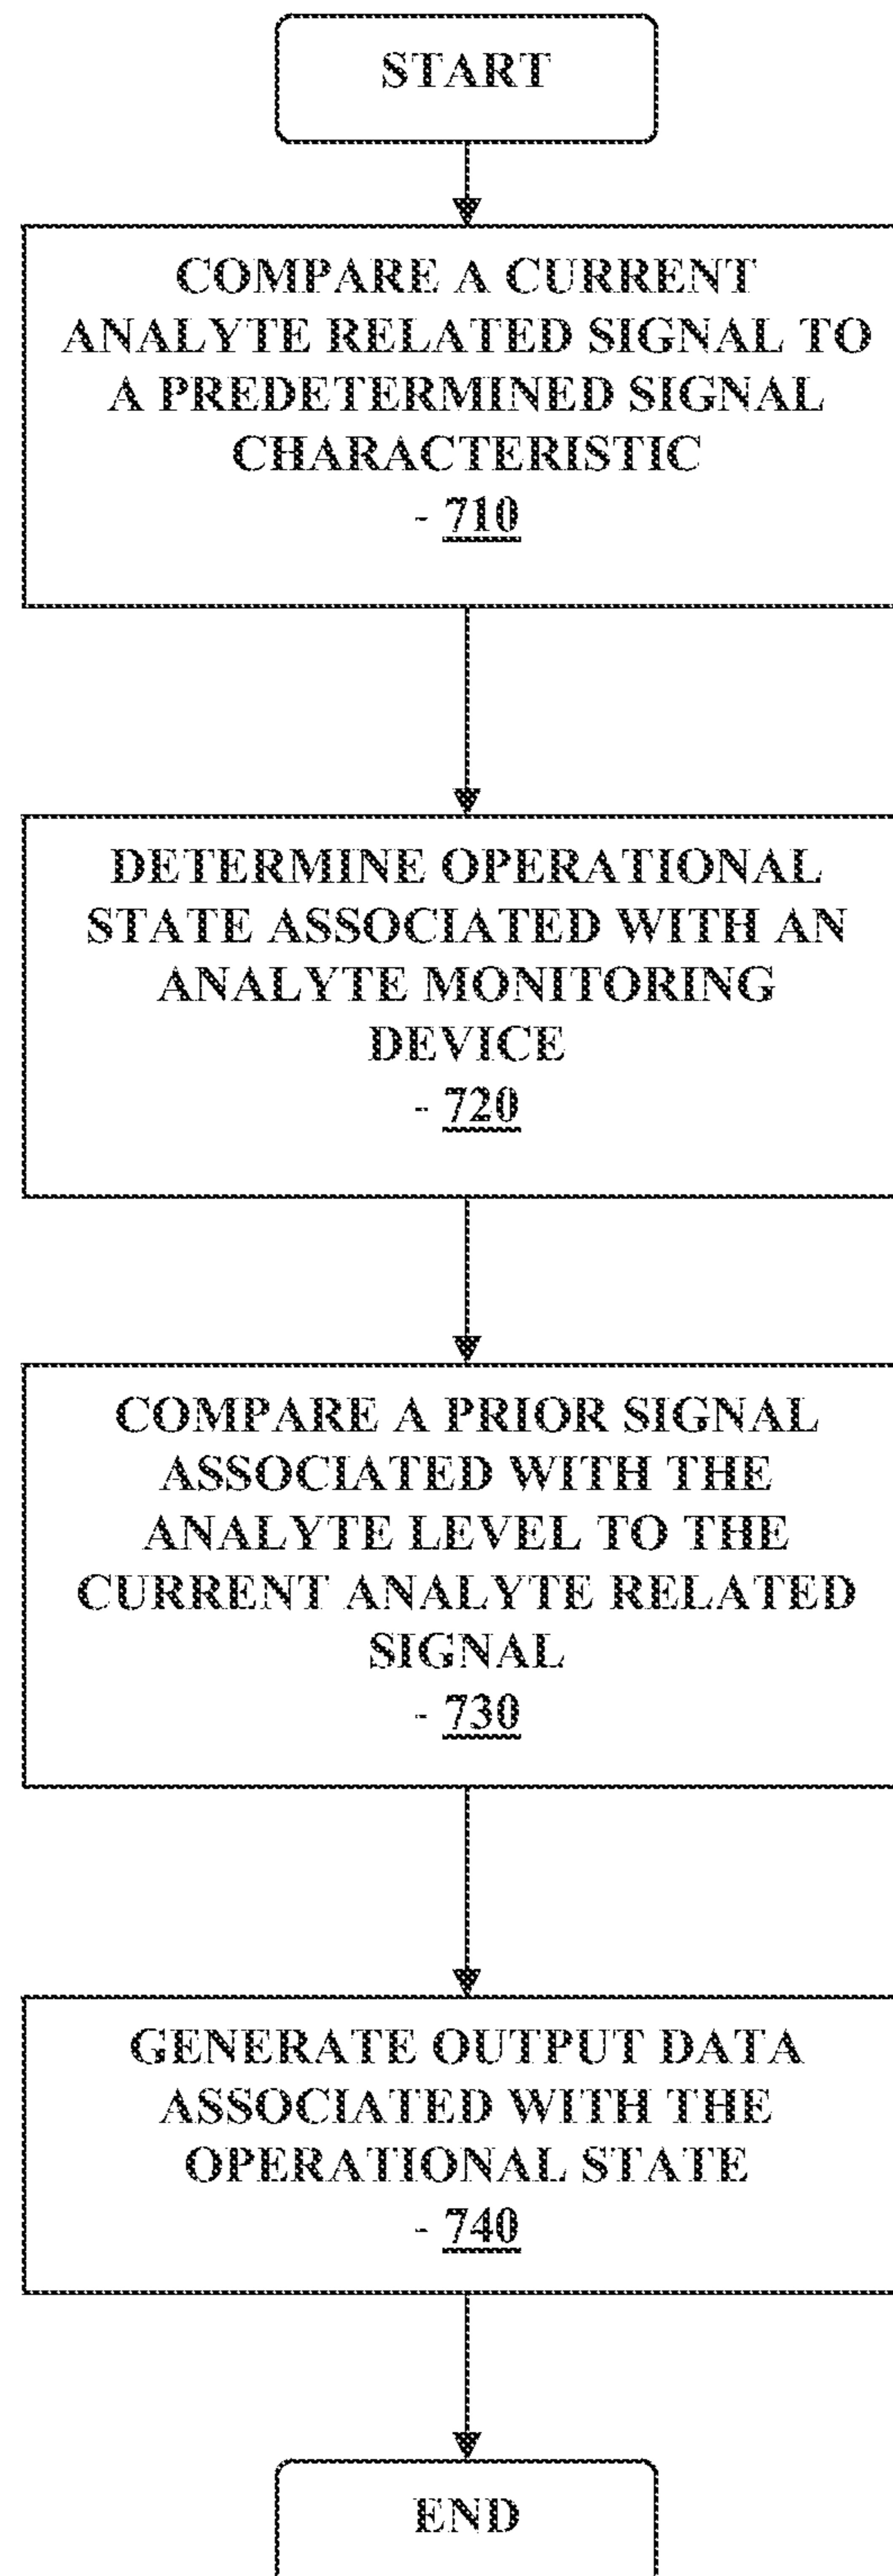 START
COMPARE A CURRENT
ANALYTE RELATED SIGNAL TO
A PREDETERMINED SIGNAL
CHARACTERISTIC
- 710
DETERMINE OPERATIONAL
STATE ASSOCIATED WITH AN
ANALYTE MONITORING
DEVICE
- 720
COMPARE A PRIOR SIGNAL
ASSOCIATED WITH THE
ANALYTE LEVEL TO THE
CURRENT ANALYTE RELATED
SIGNAL
- 730
GENERATE OUTPUT DATA
ASSOCIATED WITH THE
OPERATIONAL STATE
- 740
END